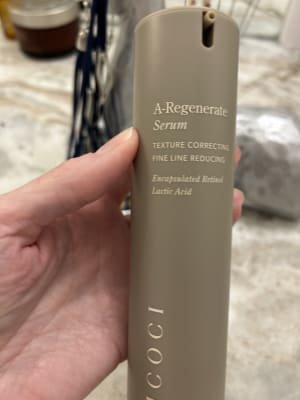 A-Regenerate
Serum
TEXTURE CORRECTING
FINE LINE REDUCING
Encapsulated Retinol
Lactic Acid